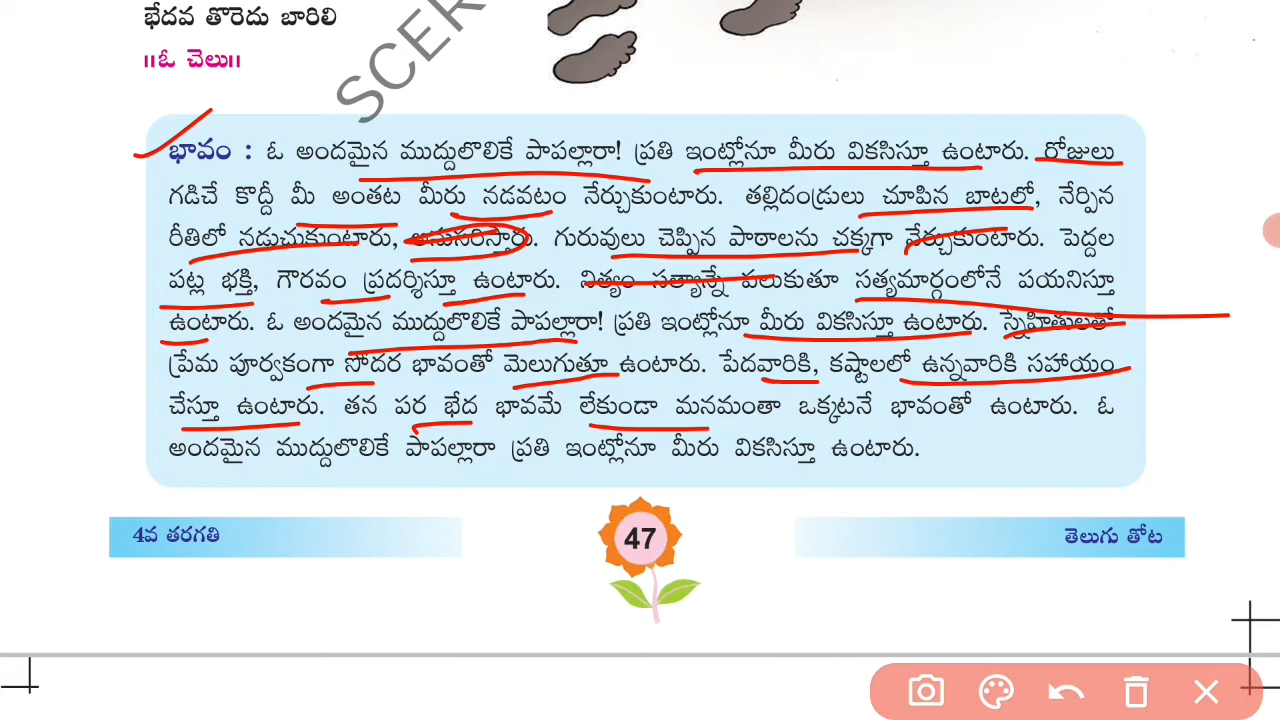 భేదవ తొరెదు బారిలి
॥ఓ చెలు॥
SCER
భావం : ఓ అందమైన ముద్దులొలికే పాపల్లారా! ప్రతి ఇంట్లోనూ మీరు వికసిస్తూ ఉంటారు. రోజులు
గడిచే కొద్దీ మీ అంతట మీరు నడవటం నేర్చుకుంటారు. తల్లిదండ్రులు చూపిన బాటలో, నేర్పిన
రీతిలో నడుచుకుంటారు, అనుసరిస్తారు. గురువులు చెప్పిన పాఠాలను చక్కగా నేర్చుకుంటారు. పెద్దల
పట్ల భక్తి, గౌరవం ప్రదర్శిస్తూ ఉంటారు. నిత్యం సత్యాన్నే పలుకుతూ సత్యమార్గంలోనే పయనిస్తూ
ఉంటారు. ఓ అందమైన ముద్దులొలికే పాపల్లారా! ప్రతి ఇంట్లోనూ మీరు వికసిస్తూ ఉంటారు. స్నేహితులతో
ప్రేమ పూర్వకంగా సోదర భావంతో మెలుగుతూ ఉంటారు. పేదవారికి, కష్టాలలో ఉన్నవారికి సహాయం
చేస్తూ ఉంటారు. తన పర భేద భావమే లేకుండా మనమంతా ఒక్కటనే భావంతో ఉంటారు. ఓ
అందమైన ముద్దులొలికే పాపల్లారా ప్రతి ఇంట్లోనూ మీరు వికసిస్తూ ఉంటారు.
4వ తరగతి
47
తెలుగు తోట